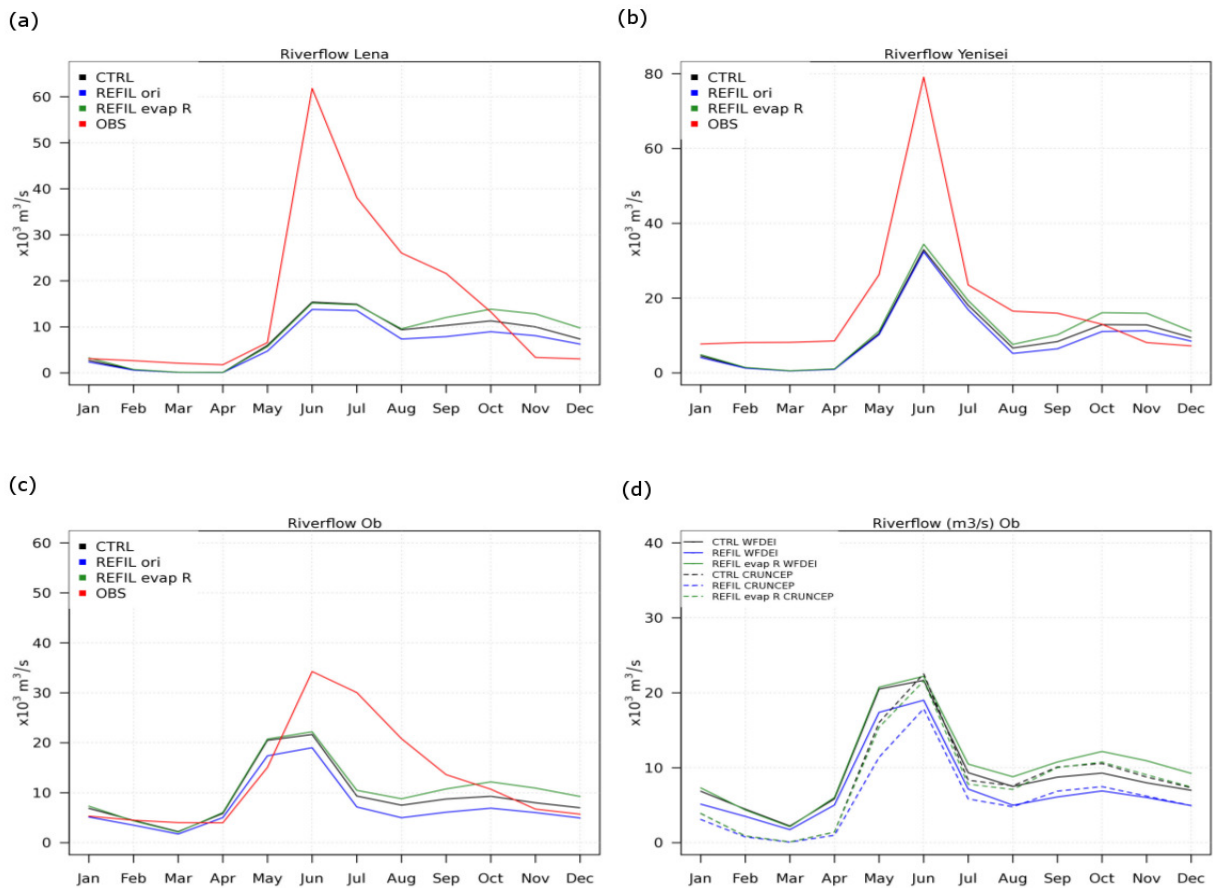 (a)
Riverflow Lena
CTRL
REFIL ori
REFIL evap R
OBS
x10³ m³/s
60
50
40
30
20
10
0
Jan Feb Mar Apr May Jun Jul Aug Sep Oct Nov Dec
(b)
Riverflow Yenisei
CTRL
REFIL ori
REFIL evap R
OBS
x10³ m³/s
80
60
40
20
0
Jan Feb Mar Apr May Jun Jul Aug Sep Oct Nov Dec
(c)
Riverflow Ob
CTRL
REFIL ori
REFIL evap R
OBS
x10³ m³/s
60
50
40
30
20
10
0
Jan Feb Mar Apr May Jun Jul Aug Sep Oct Nov Dec
(d)
Riverflow (m3/s) Ob
CTRL WFDEI
REFIL WFDEI
REFIL evap R WFDEI
CTRL CRUNCEP
REFIL CRUNCEP
REFIL evap R CRUNCEP
x10³ m³/s
40
30
20
10
0
Jan Feb Mar Apr May Jun Jul Aug Sep Oct Nov Dec